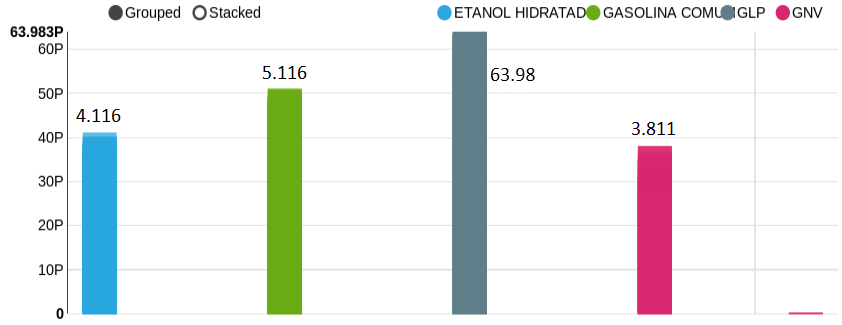 Grouped Stacked ETANOL HIDRATAD GASOLINA COMU GLP GNV
63.983P
60P
50P
40P
30P
20P
10P
0
4.116
5.116
63.98
3.811